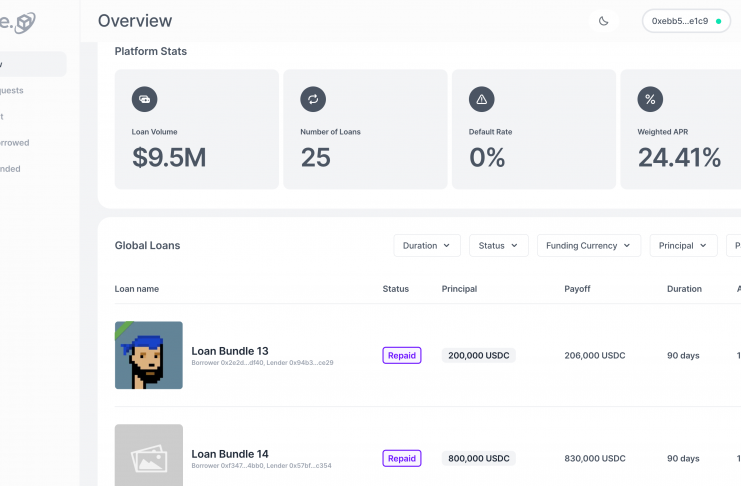 e.
Overview
0xebb5...e1c9
w
quests
t
rrowed
nded
Platform Stats
Loan Volume
$9.5M
Number of Loans
25
Default Rate
0%
Weighted APR
24.41%
Global Loans
Duration
Status
Funding Currency
Principal
P
Loan name
Status
Principal
Payoff
Duration
A
Loan Bundle 13
Borrower 0x2e2d...df40, Lender 0x94b3...ce29
Repaid
200,000 USDC
206,000 USDC
90 days
1
Loan Bundle 14
Borrower 0xf347...4bb0, Lender 0x57bf...c354
Repaid
800,000 USDC
830,000 USDC
90 days
1